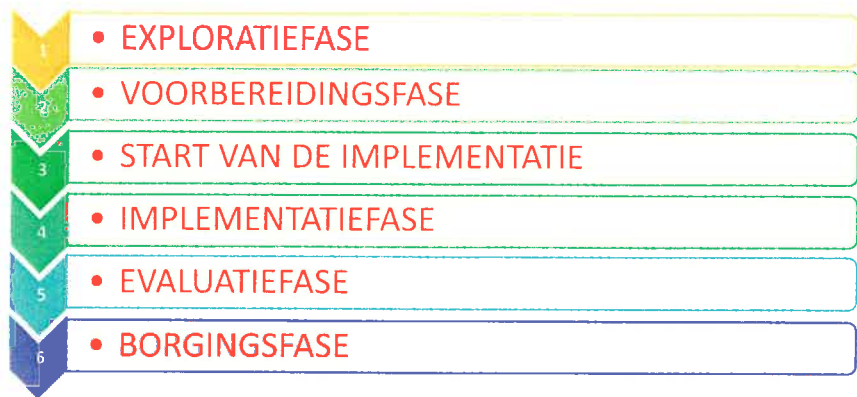 1 • EXPLORATIEFASE
2 • VOORBEREIDINGSFASE
3 • START VAN DE IMPLEMENTATIE
4 • IMPLEMENTATIEFASE
5 • EVALUATIEFASE
6 • BORGINGSFASE